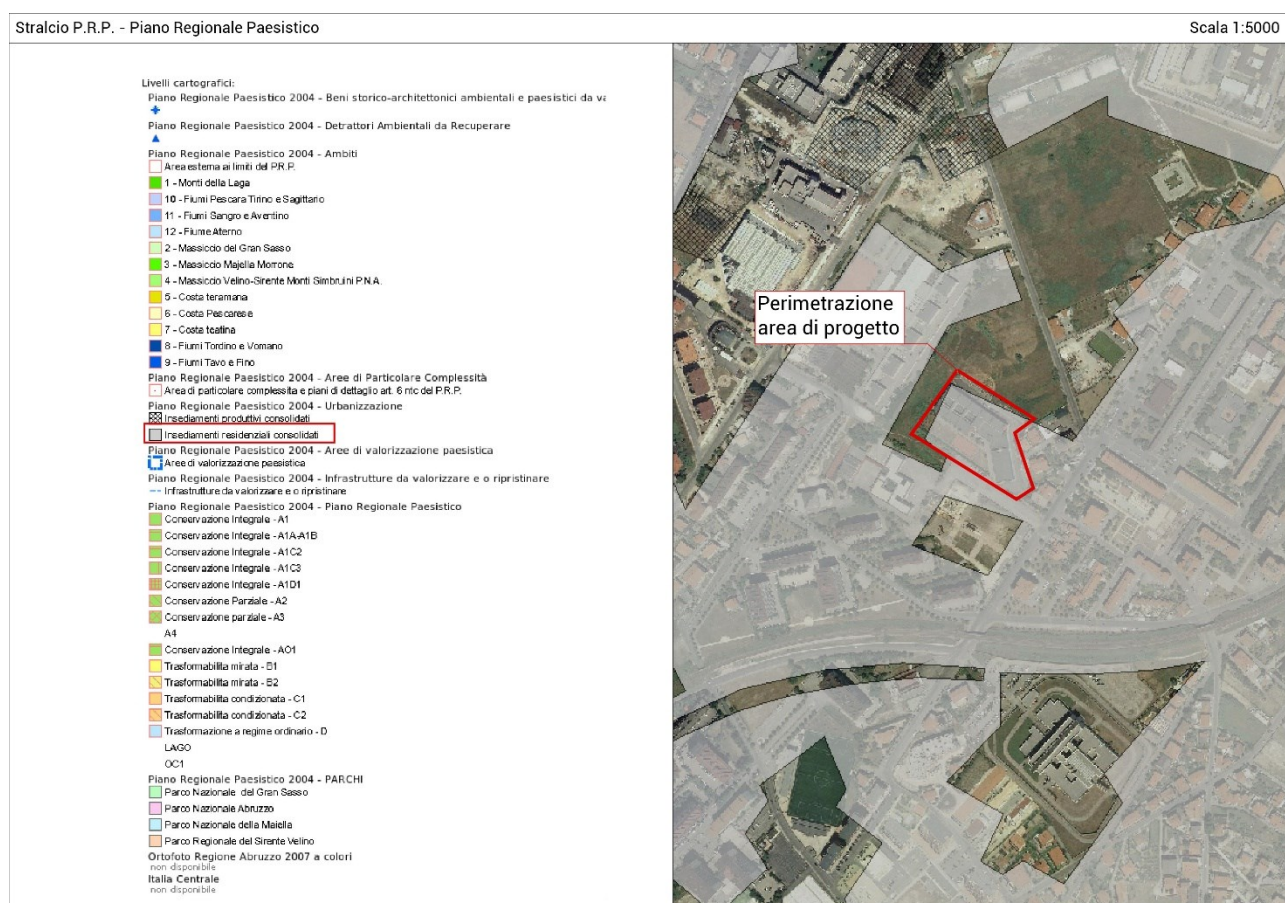 Stralcio P.R.P. - Piano Regionale Paesistico
Scala 1:5000
Livelli cartografici:
Piano Regionale Paesistico 2004 - Beni storico-architettonici ambientali e paesistici da va
Piano Regionale Paesistico 2004 - Detrattori Ambientali da Recuperare
Piano Regionale Paesistico 2004 - Ambiti
Area esterna ai limiti del P.R.P.
1 - Monti della Laga
10 - Fiumi Pescara Tirino e Sagittario
11 - Fiumi Sangro e Aventino
12 - Fiume Aterno
2 - Massiccio del Gran Sasso
3 - Massiccio Majella Morrone
4 - Massiccio Velino-Sirente Monti Simbruini P.N.A.
5 - Costa teramana
6 - Costa Pescarese
7 - Costa teatina
8 - Fiumi Tordino e Vomano
9 - Fiumi Tavo e Fino
Piano Regionale Paesistico 2004 - Aree di Particolare Complessità
Area di particolare complessita e piani di dettaglio art. 6 ntc del P.R.P.
Piano Regionale Paesistico 2004 - Urbanizzazione
Insediamenti produttivi consolidati
Insediamenti residenziali consolidati
Piano Regionale Paesistico 2004 - Aree di valorizzazione paesistica
Aree di valorizzazione paesistica
Piano Regionale Paesistico 2004 - Infrastrutture da valorizzare e o ripristinare
Infrastrutture da valorizzare e o ripristinare
Piano Regionale Paesistico 2004 - Piano Regionale Paesistico
Conservazione Integrale - A1
Conservazione Integrale - A1A-A1B
Conservazione Integrale - A1C2
Conservazione Integrale - A1C3
Conservazione Integrale - A1D1
Conservazione Parziale - A2
Conservazione parziale - A3
A4
Conservazione Integrale - AO1
Trasformabilita mirata - B1
Trasformabilita mirata - B2
Trasformabilita condizionata - C1
Trasformabilita condizionata - C2
Trasformazione a regime ordinario - D
LAGO
OC1
Piano Regionale Paesistico 2004 - PARCHI
Parco Nazionale del Gran Sasso
Parco Nazionale Abruzzo
Parco Nazionale della Maiella
Parco Regionale del Sirente Velino
Ortofoto Regione Abruzzo 2007 a colori
non disponibile
Italia Centrale
non disponibile
Perimetrazione
area di progetto